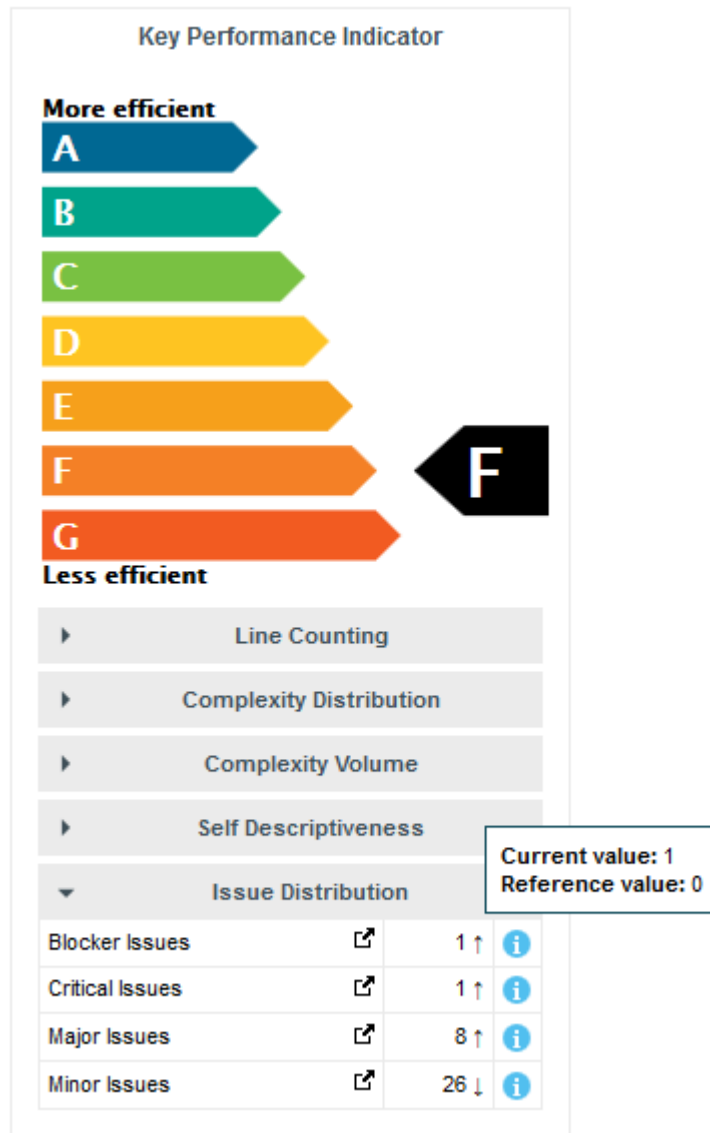 Key Performance Indicator
More efficient
A
B
C
D
E
F
F
G
Less efficient
Line Counting
Complexity Distribution
Complexity Volume
Self Descriptiveness
Current value: 1
Reference value: 0
Issue Distribution
Blocker Issues 1 ↑
Critical Issues 1 ↑
Major Issues 8 ↑
Minor Issues 26 ↓